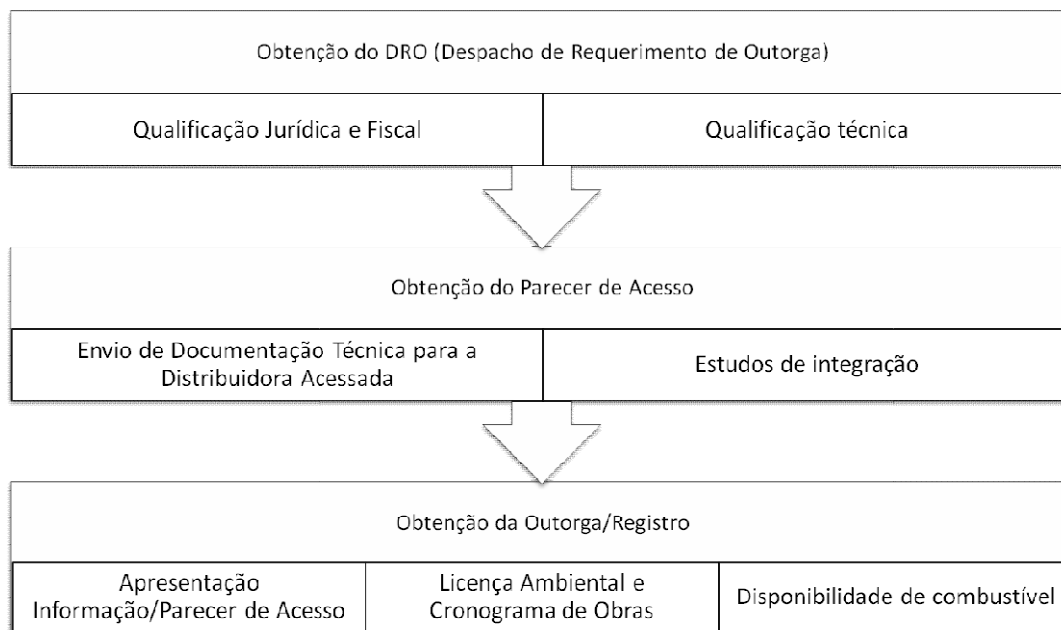 Obtenção do DRO (Despacho de Requerimento de Outorga)
Qualificação Jurídica e Fiscal
Qualificação técnica
Obtenção do Parecer de Acesso
Envio de Documentação Técnica para a
Distribuidora Acessada
Estudos de integração
Obtenção da Outorga/Registro
Apresentação
Informação/Parecer de Acesso
Licença Ambiental e
Cronograma de Obras
Disponibilidade de combustível